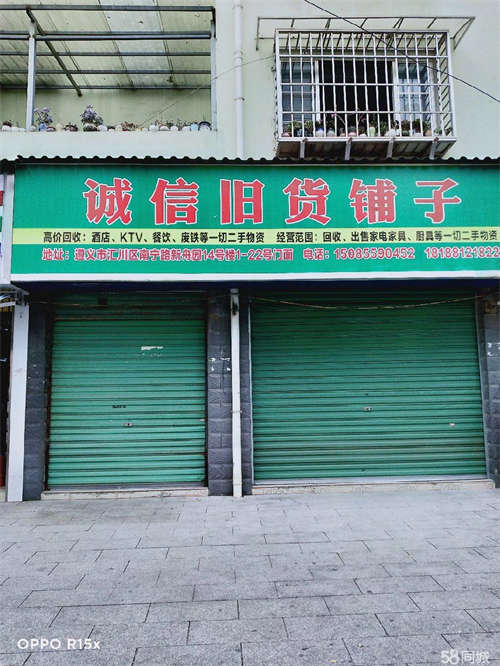 诚信旧货铺子
高价回收：酒店、KTV、餐饮、废铁等一切二手物资 经营范围：回收、出售家电家具、厨具等一切二手物资
地址：遵义市汇川区南宁路新舟园14号楼1-22号门面 电话：15085590452 18188121822
OPPO R15x
58同城